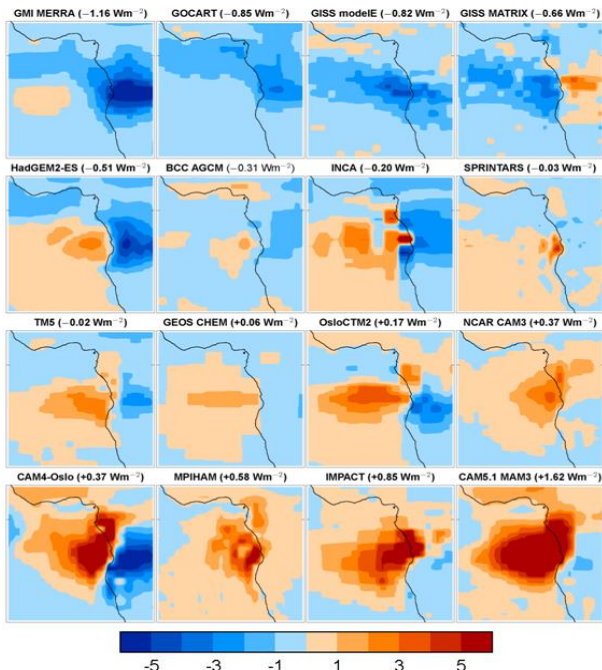 GMI MERRA (−1.16 Wm−2) GOCART (−0.85 Wm−2) GISS modelE (−0.82 Wm−2) GISS MATRIX (−0.66 Wm−2)
HadGEM2-ES (−0.51 Wm−2) BCC AGCM (−0.31 Wm−2) INCA (−0.20 Wm−2) SPRINTARS (−0.03 Wm−2)
TM5 (−0.02 Wm−2) GEOS CHEM (+0.06 Wm−2) OsloCTM2 (+0.17 Wm−2) NCAR CAM3 (+0.37 Wm−2)
CAM4-Oslo (+0.37 Wm−2) MPIHAM (+0.58 Wm−2) IMPACT (+0.85 Wm−2) CAM5.1 MAM3 (+1.62 Wm−2)
-5 -3 -1 1 3 5